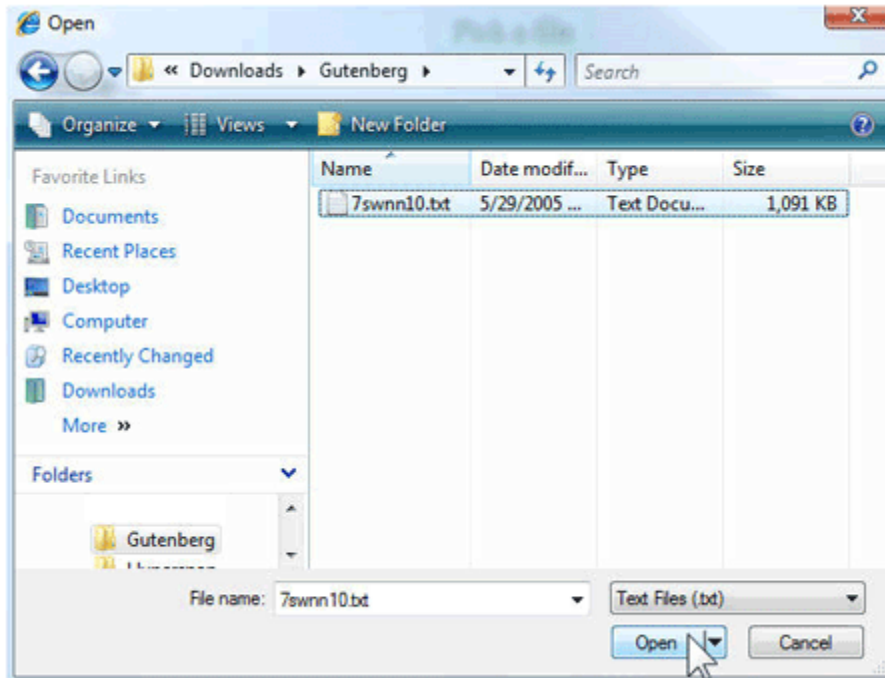 Open
Pick a file
« Downloads ▸ Gutenberg ▸ Search
Organize Views New Folder
Favorite Links
Documents
Recent Places
Desktop
Computer
Recently Changed
Downloads
More »
Folders
Gutenberg
Name Date modif... Type Size
7swnn10.txt 5/29/2005 ... Text Docu... 1,091 KB
File name: 7swnn10.txt Text Files (.txt)
Open Cancel